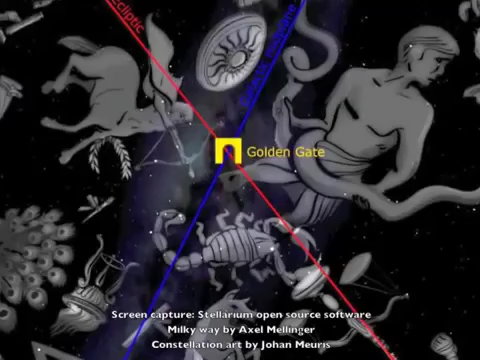 Ecliptic
Golden Gate
Screen capture: Stellarium open source software
Milky way by Axel Mellinger
Constellation art by Johan Meuris